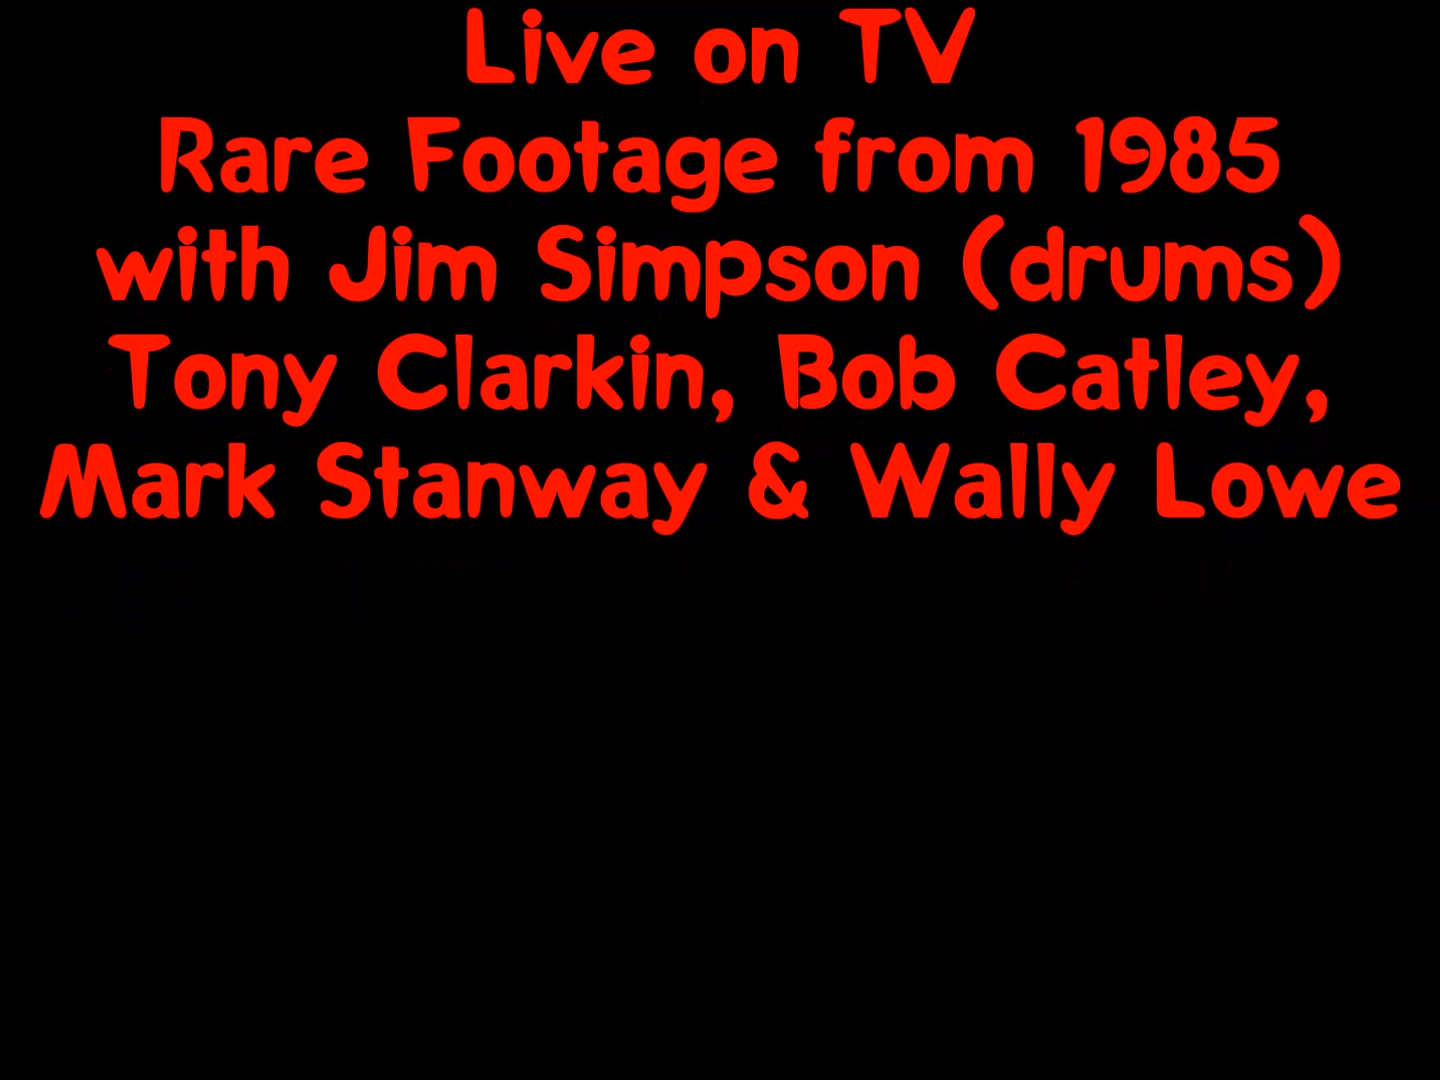 Live on TV
Rare Footage from 1985
with Jim Simpson (drums)
Tony Clarkin, Bob Catley,
Mark Stanway & Wally Lowe